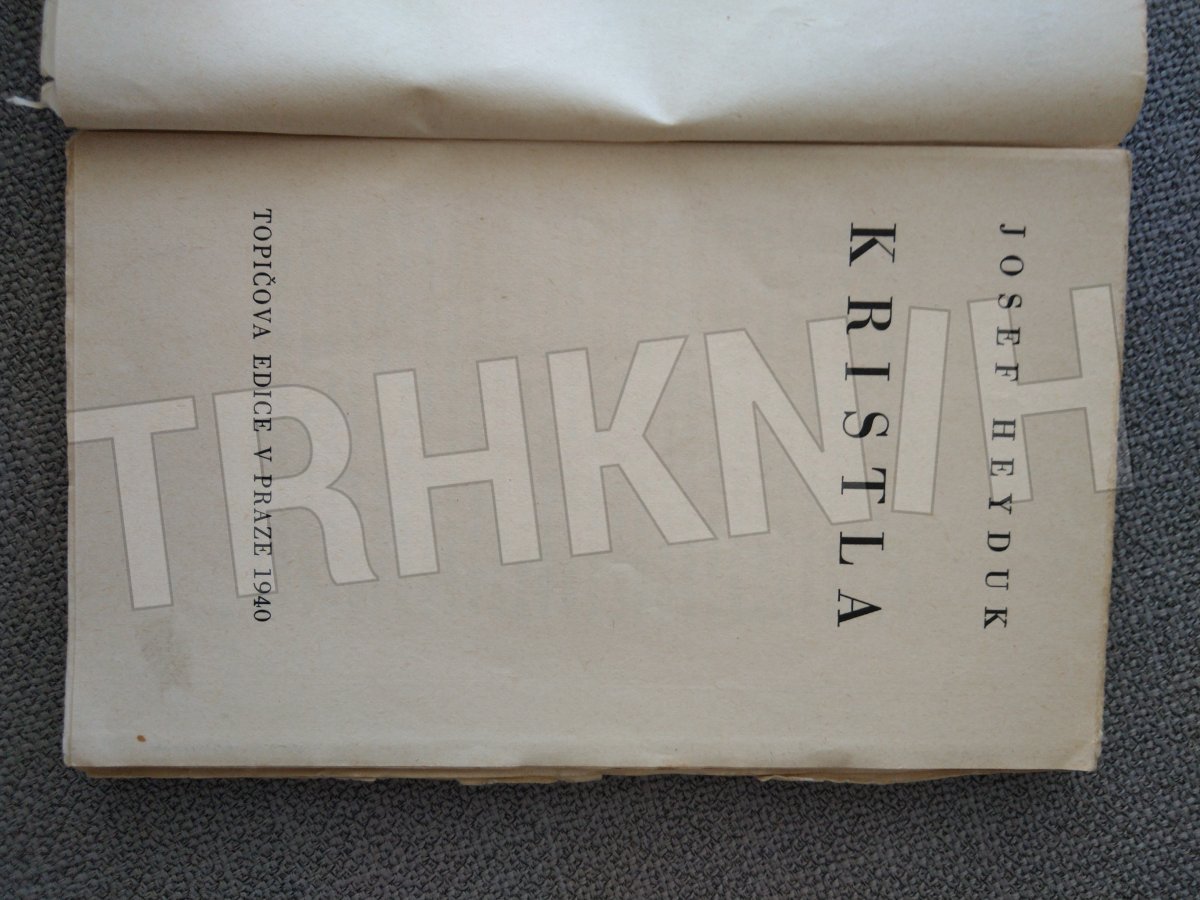 JOSEF HEYDUK
KRISTLA
TOPIČOVA EDICE V PRAZE 1940
TRHKNIH